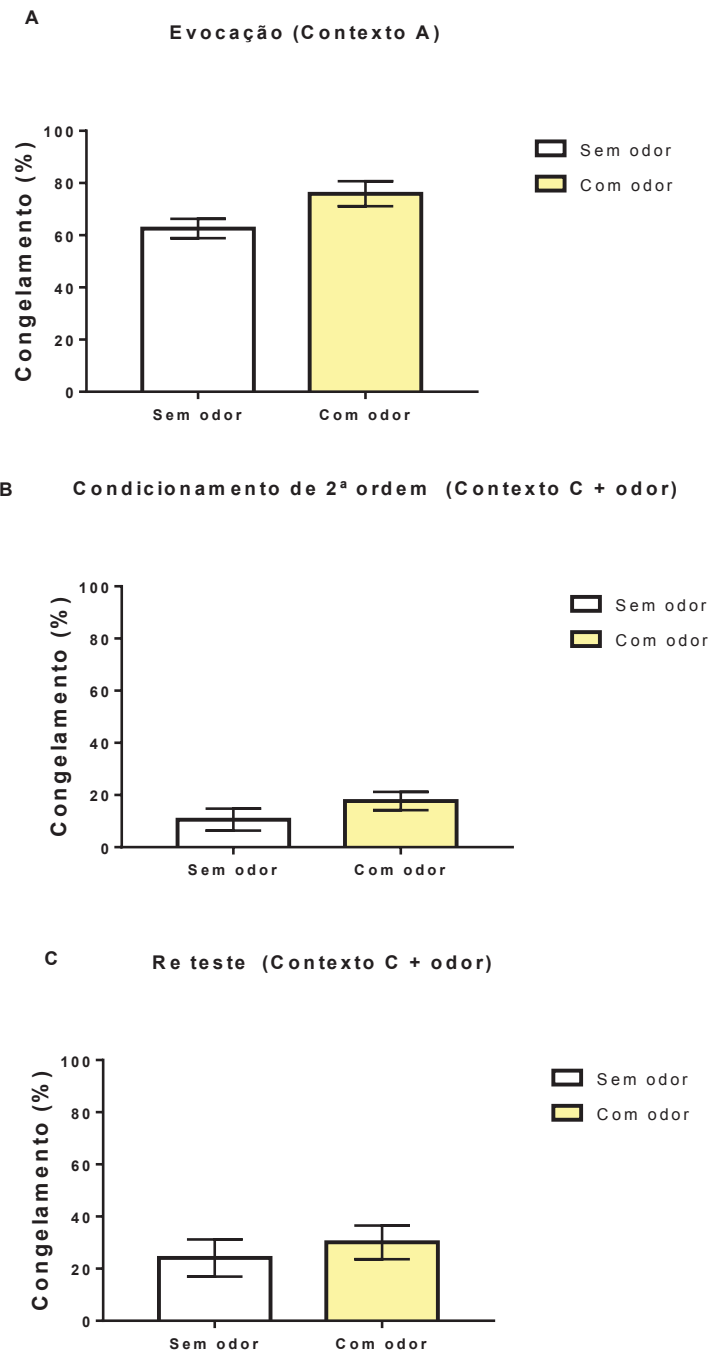 A
Evocação (Contexto A)
100
80
60
40
20
0
Congelamento (%)
Sem odor
Com odor
Sem odor
Com odor
B
Condicionamento de 2ª ordem (Contexto C + odor)
100
80
60
40
20
0
Congelamento (%)
Sem odor
Com odor
Sem odor
Com odor
C
Re teste (Contexto C + odor)
100
80
60
40
20
0
Congelamento (%)
Sem odor
Com odor
Sem odor
Com odor